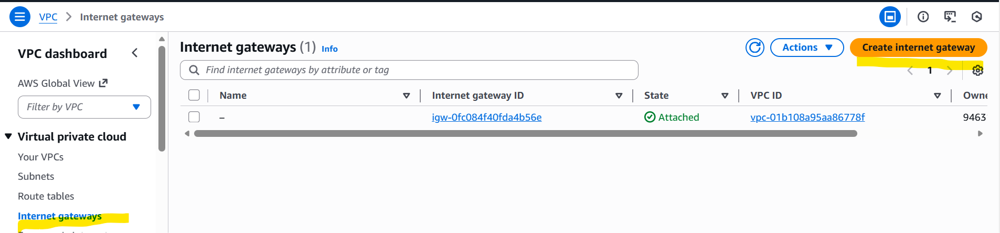 VPC > Internet gateways
VPC dashboard
AWS Global View
Filter by VPC
Virtual private cloud
Your VPCs
Subnets
Route tables
Internet gateways
Internet gateways (1) Info
Actions
Create internet gateway
Find internet gateways by attribute or tag
1
Name Internet gateway ID State VPC ID Owne
– igw-0fc084f40fda4b56e Attached vpc-01b108a95aa86778f 9463